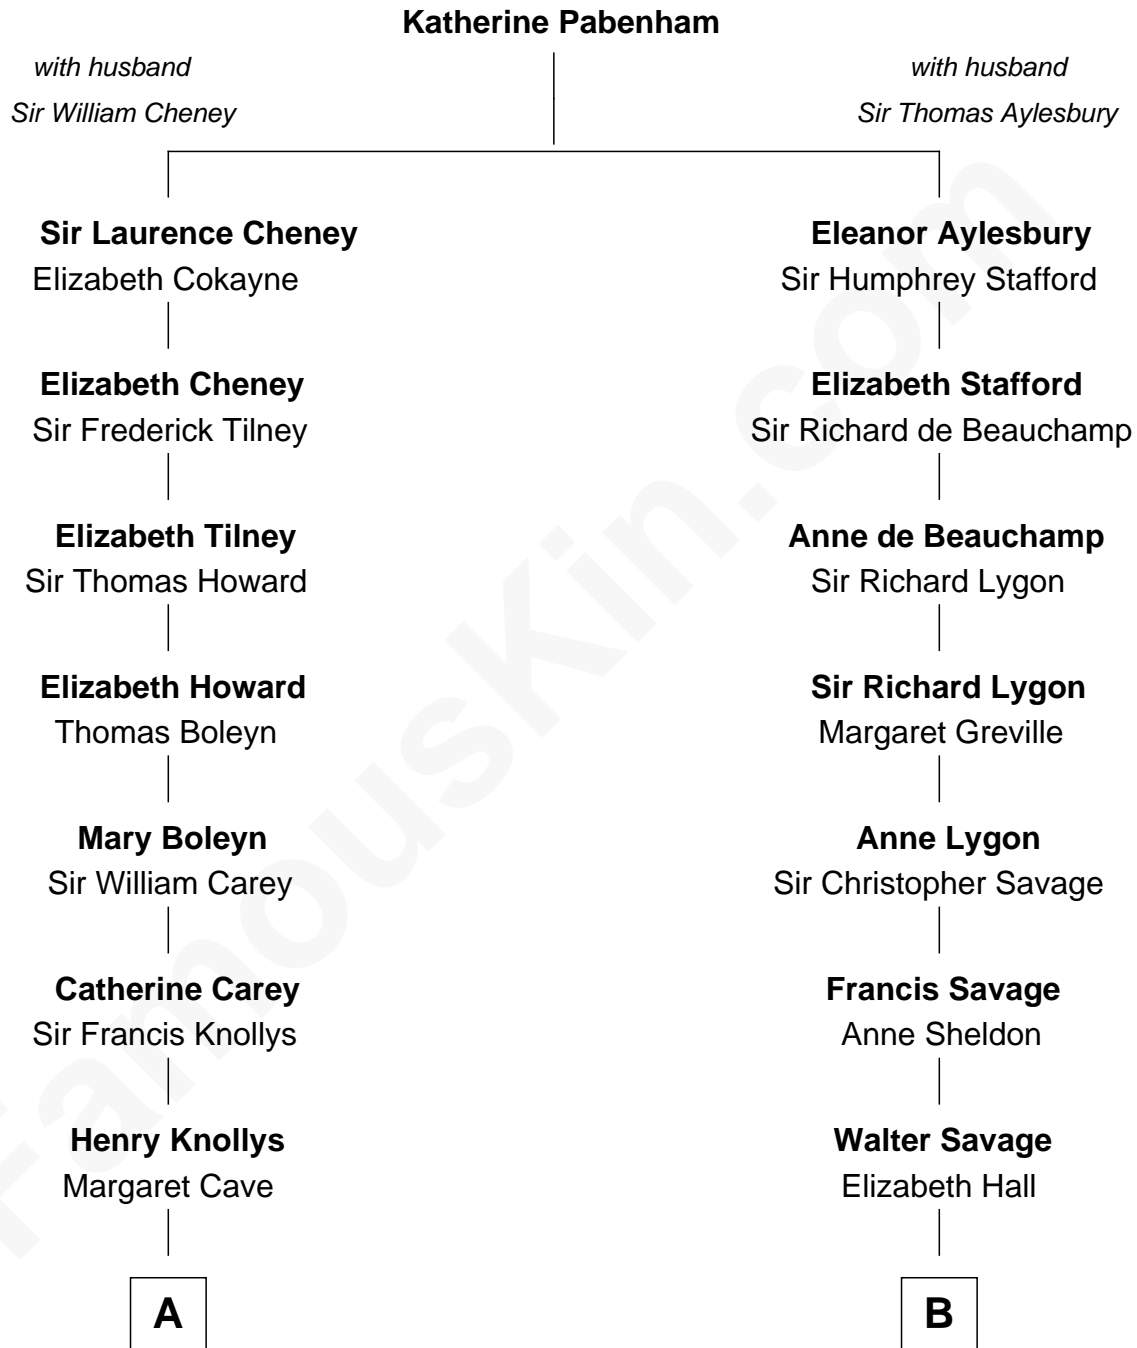 Katherine Pabenham
with husband
Sir William Cheney
with husband
Sir Thomas Aylesbury
Sir Laurence Cheney
Elizabeth Cokayne
Eleanor Aylesbury
Sir Humphrey Stafford
Elizabeth Cheney
Sir Frederick Tilney
Elizabeth Stafford
Sir Richard de Beauchamp
Elizabeth Tilney
Sir Thomas Howard
Anne de Beauchamp
Sir Richard Lygon
Elizabeth Howard
Thomas Boleyn
Sir Richard Lygon
Margaret Greville
Mary Boleyn
Sir William Carey
Anne Lygon
Sir Christopher Savage
Catherine Carey
Sir Francis Knollys
Francis Savage
Anne Sheldon
Henry Knollys
Margaret Cave
Walter Savage
Elizabeth Hall
A
B
FamousKin.com